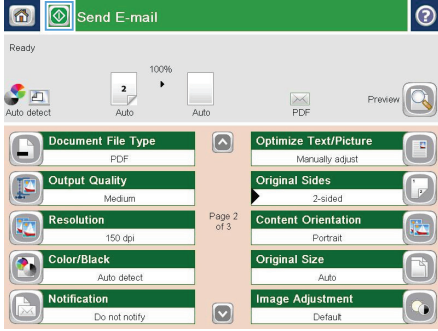 Send E-mail
?
Ready
100%
2
Auto detect
Auto
Auto
PDF
Preview
Document File Type
PDF
Output Quality
Medium
Resolution
150 dpi
Color/Black
Auto detect
Notification
Do not notify
Page 2
of 3
Optimize Text/Picture
Manually adjust
Original Sides
2-sided
Content Orientation
Portrait
Original Size
Auto
Image Adjustment
Default